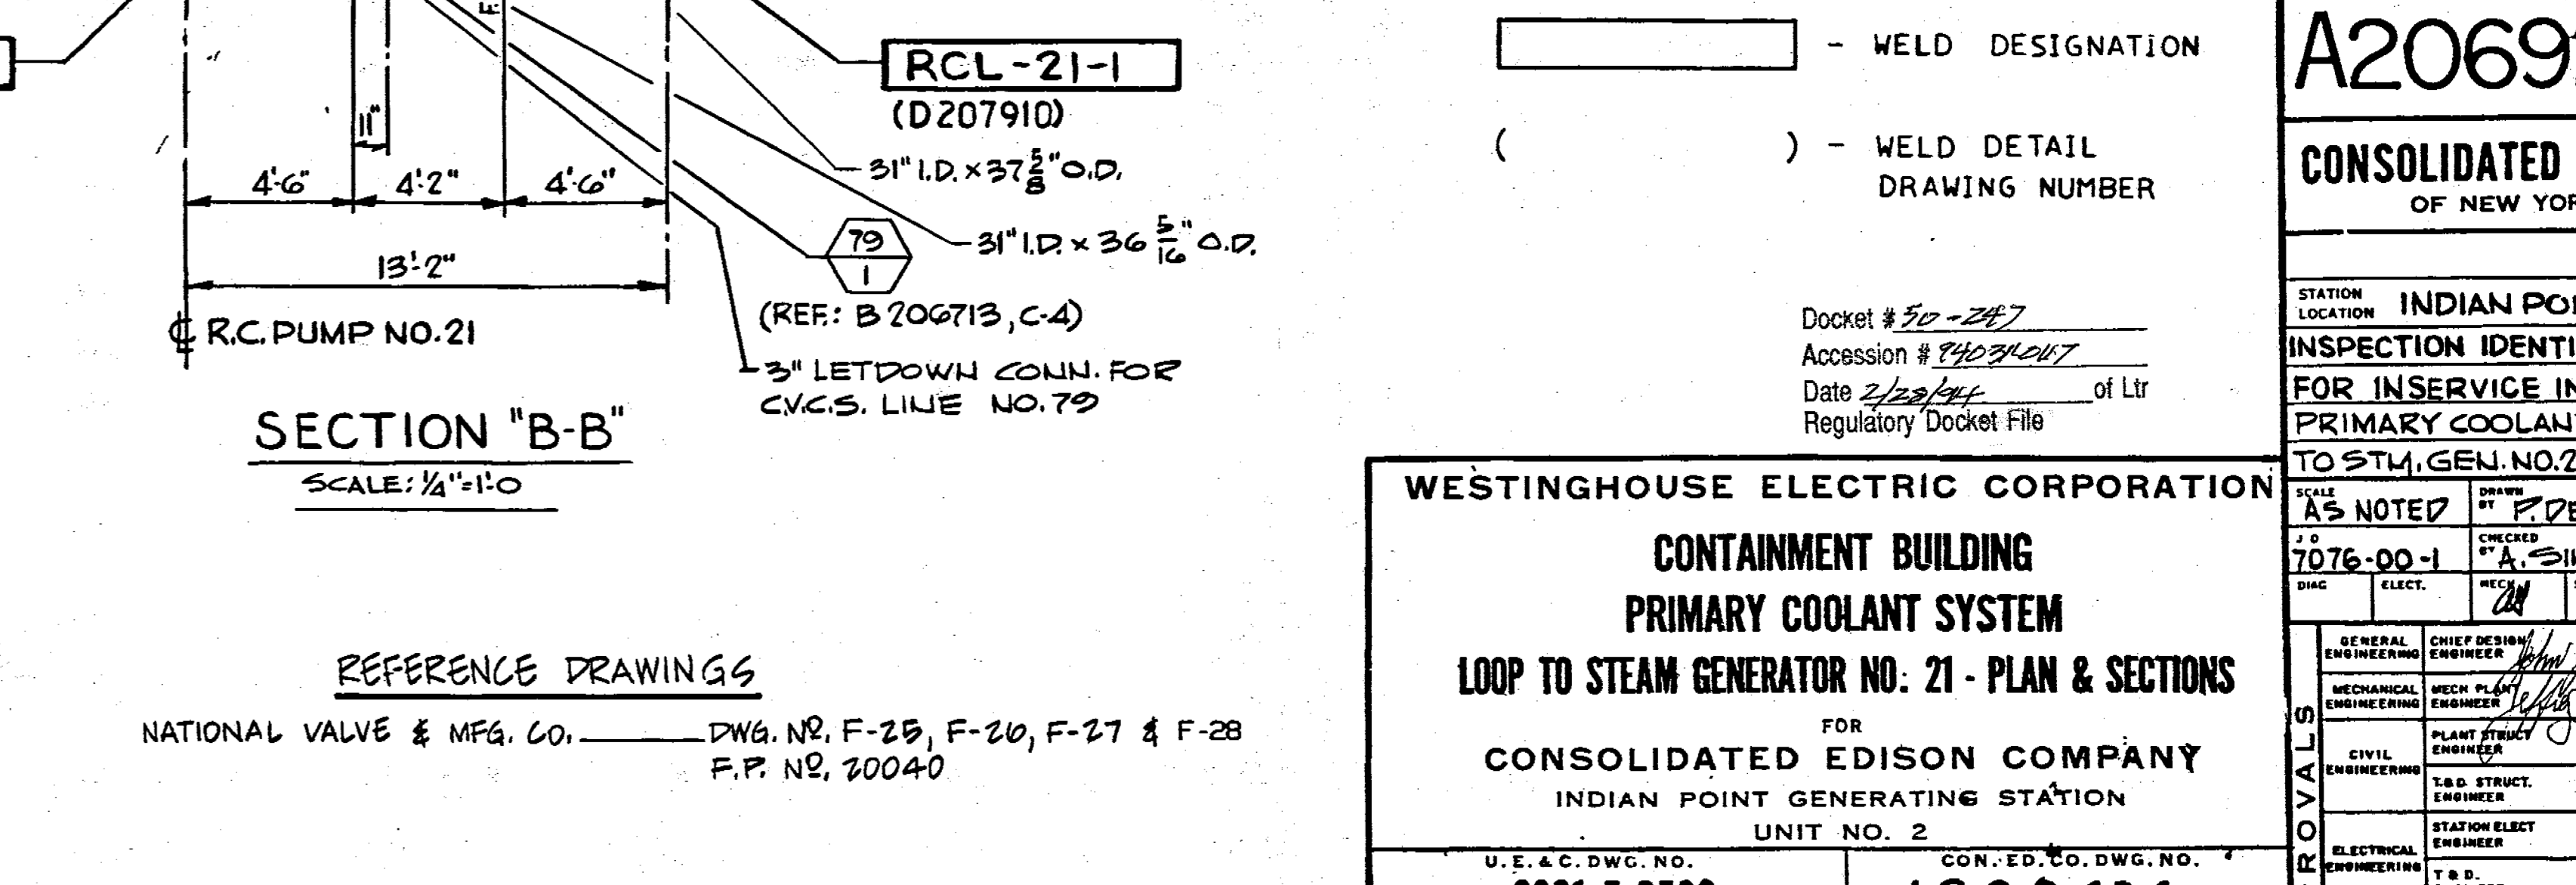 RCL-21-1
(D207910)
31" I.D. x 37 5/8" O.D.
11"
4'-6" 4'-2" 4'-6"
79
1
31" I.D. x 36 5/16" O.D.
13'-2"
(REF.: B206713, C-4)
℄ R.C. PUMP NO. 21
3" LETDOWN CONN. FOR
C.V.C.S. LINE NO. 79
SECTION "B-B"
SCALE: 1/4"=1'-0
REFERENCE DRAWINGS
NATIONAL VALVE & MFG. CO. DWG. Nº. F-25, F-26, F-27 & F-28
F.P. Nº. 20040
- WELD DESIGNATION
( ) - WELD DETAIL
DRAWING NUMBER
Docket # 50-247
Accession #
Date 2/28/94 of Ltr
Regulatory Docket File
WESTINGHOUSE ELECTRIC CORPORATION
CONTAINMENT BUILDING
PRIMARY COOLANT SYSTEM
LOOP TO STEAM GENERATOR NO: 21 - PLAN & SECTIONS
FOR
CONSOLIDATED EDISON COMPANY
INDIAN POINT GENERATING STATION
UNIT NO. 2
U.E. & C. DWG. NO. CON. ED. CO. DWG. NO.
A2069
CONSOLIDATED
OF NEW YOR
STATION
LOCATION INDIAN PO
INSPECTION IDENTI
FOR INSERVICE IN
PRIMARY COOLANT
TO STM. GEN. NO. 2
SCALE
AS NOTED
DRAWN
BY P. DE
J O
7076-00-1
CHECKED
BY A. SI
DIAG ELECT. MECH
ROVALS
GENERAL
ENGINEERING
CHIEF DESIGN
ENGINEER
MECHANICAL
ENGINEERING
MECH PLANT
ENGINEER
CIVIL
ENGINEERING
PLANT STRUCT
ENGINEER
T.& D. STRUCT.
ENGINEER
ELECTRICAL
ENGINEERING
STATION ELECT
ENGINEER
T & D.